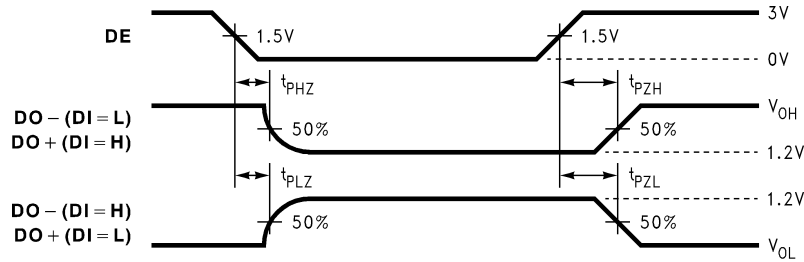 3V
DE
1.5V
1.5V
0V
tPHZ
tPZH
DO − (DI = L)
VOH
50%
50%
DO + (DI = H)
1.2V
tPLZ
tPZL
1.2V
DO − (DI = H)
50%
50%
DO + (DI = L)
VOL